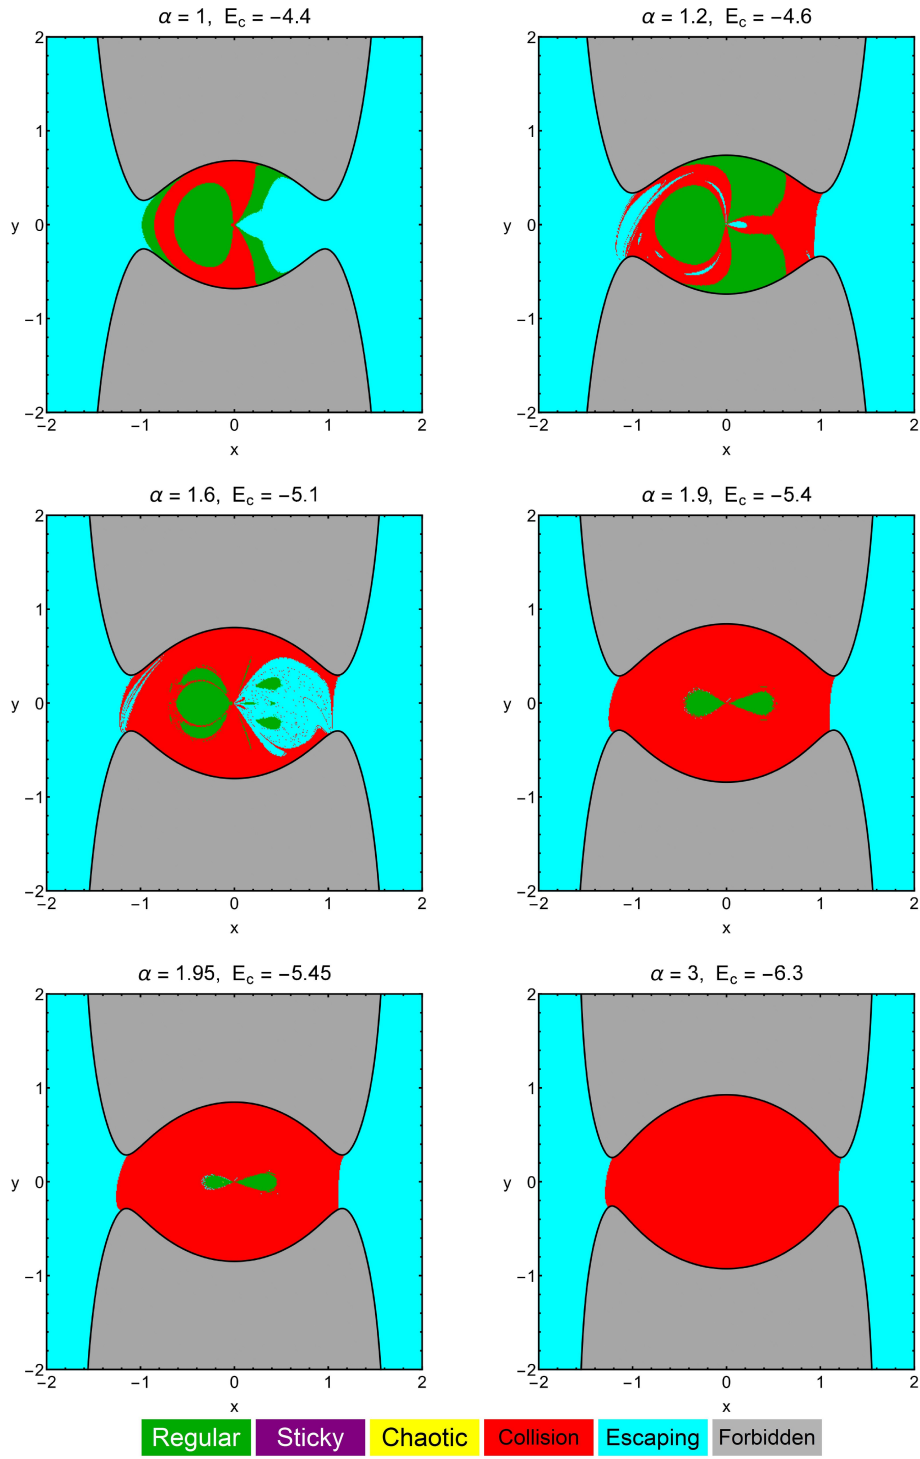 α = 1, E_c = −4.4
α = 1.2, E_c = −4.6
2
1
y 0
−1
−2
−2 −1 0 1 2
x
2
1
y 0
−1
−2
−2 −1 0 1 2
x
α = 1.6, E_c = −5.1
α = 1.9, E_c = −5.4
2
1
y 0
−1
−2
−2 −1 0 1 2
x
2
1
y 0
−1
−2
−2 −1 0 1 2
x
α = 1.95, E_c = −5.45
α = 3, E_c = −6.3
2
1
y 0
−1
−2
−2 −1 0 1 2
x
2
1
y 0
−1
−2
−2 −1 0 1 2
x
Regular Sticky Chaotic Collision Escaping Forbidden